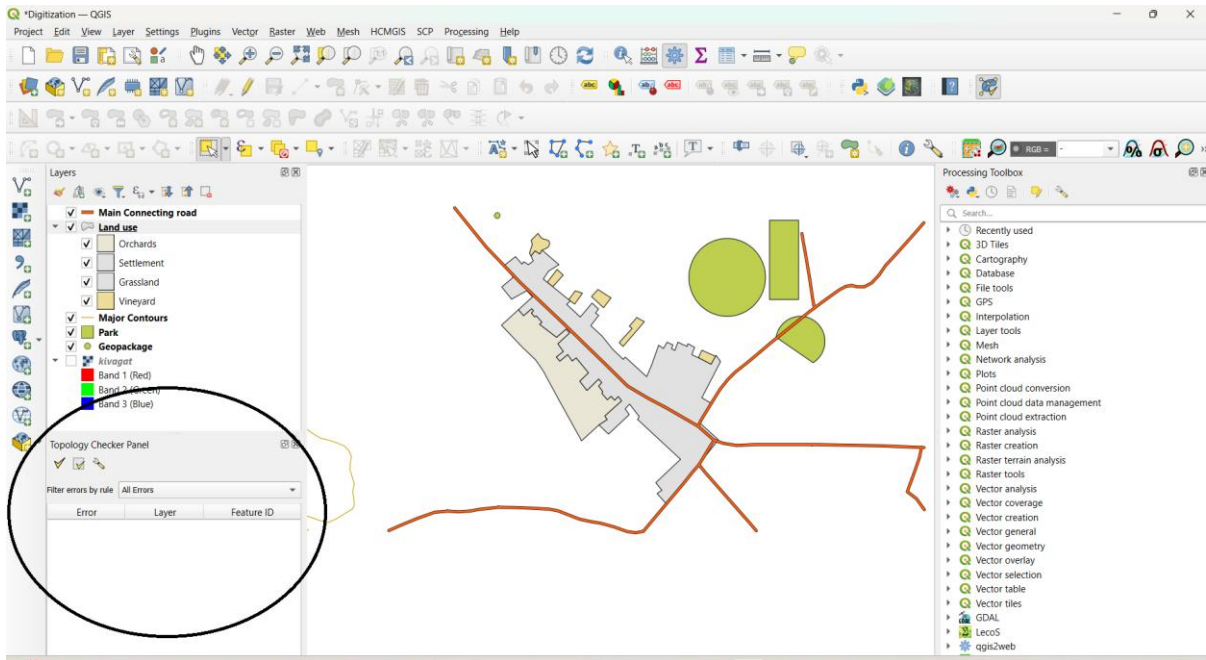 *Digitization — QGIS
Project Edit View Layer Settings Plugins Vector Raster Web Mesh HCMGIS SCP Processing Help
RGB =
Layers
Main Connecting road
Land use
Orchards
Settlement
Grassland
Vineyard
Major Contours
Park
Geopackage
kivagat
Band 1 (Red)
Band 2 (Green)
Band 3 (Blue)
Topology Checker Panel
Filter errors by rule All Errors
Error Layer Feature ID
Processing Toolbox
Search...
Recently used
3D Tiles
Cartography
Database
File tools
GPS
Interpolation
Layer tools
Mesh
Network analysis
Plots
Point cloud conversion
Point cloud data management
Point cloud extraction
Raster analysis
Raster creation
Raster terrain analysis
Raster tools
Vector analysis
Vector coverage
Vector creation
Vector general
Vector geometry
Vector overlay
Vector selection
Vector table
Vector tiles
GDAL
LecoS
qgis2web